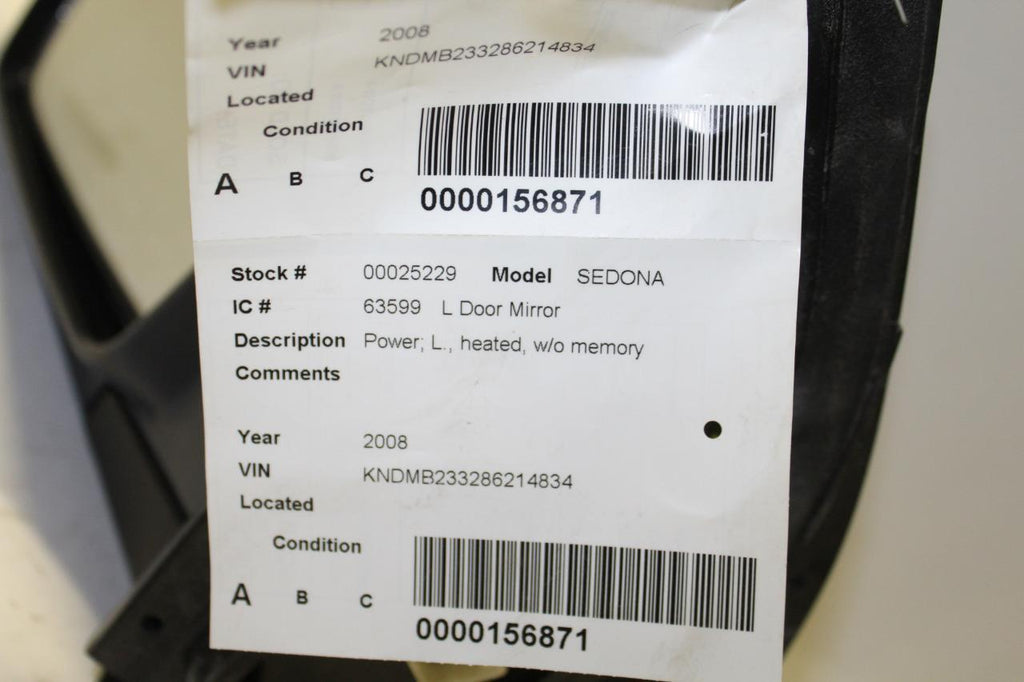 Year 2008
VIN KNDMB233286214834
Located
Condition
A B C
0000156871
Stock # 00025229 Model SEDONA
IC # 63599 L Door Mirror
Description Power; L., heated, w/o memory
Comments
Year 2008
VIN KNDMB233286214834
Located
Condition
A B C
0000156871